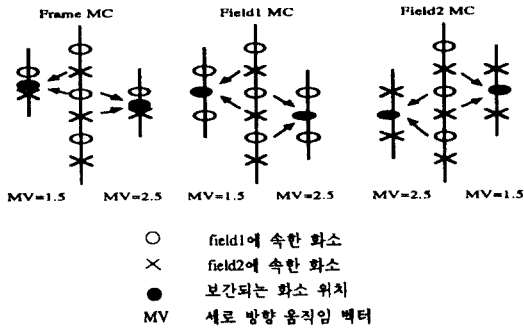 Frame MC Field1 MC Field2 MC
MV=1.5 MV=2.5 MV=1.5 MV=2.5 MV=2.5 MV=1.5
field1에 속한 화소
field2에 속한 화소
보간되는 화소 위치
MV 세로 방향 움직임 벡터